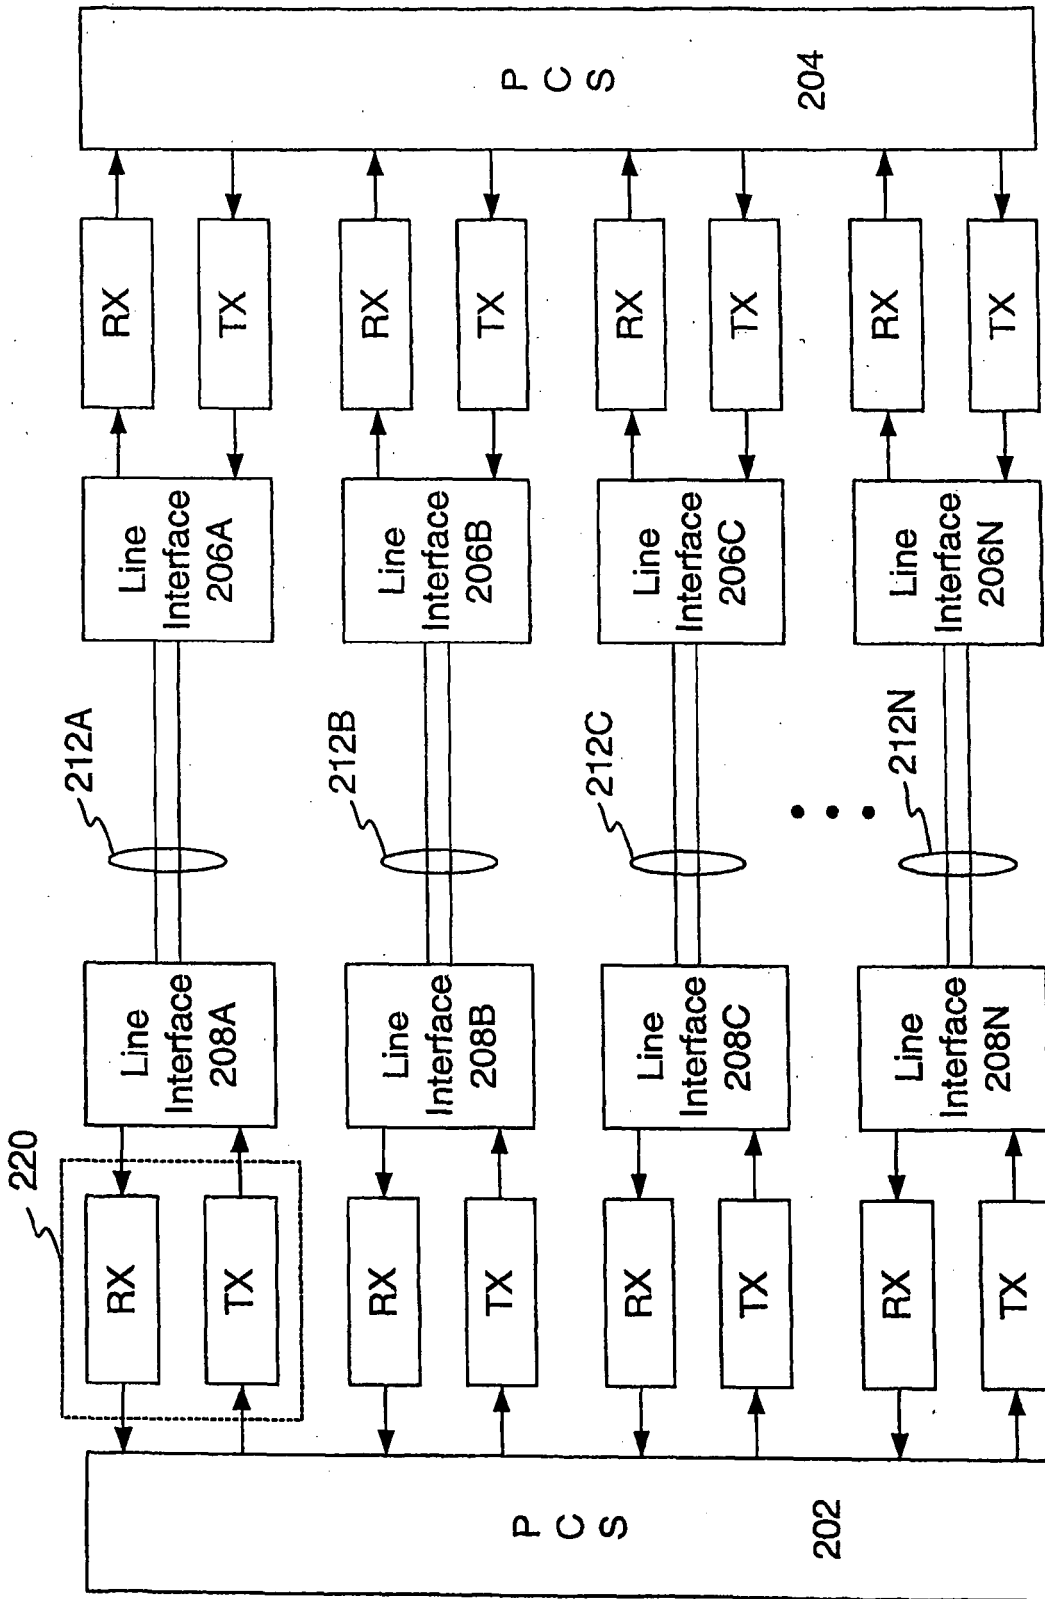 220
212A
RX
Line
Interface
208A
Line
Interface
206A
RX
TX
TX
212B
RX
Line
Interface
208B
Line
Interface
206B
RX
TX
TX
P
C
S
202
P
C
S
204
212C
RX
Line
Interface
208C
Line
Interface
206C
RX
TX
TX
212N
RX
Line
Interface
208N
Line
Interface
206N
RX
TX
TX